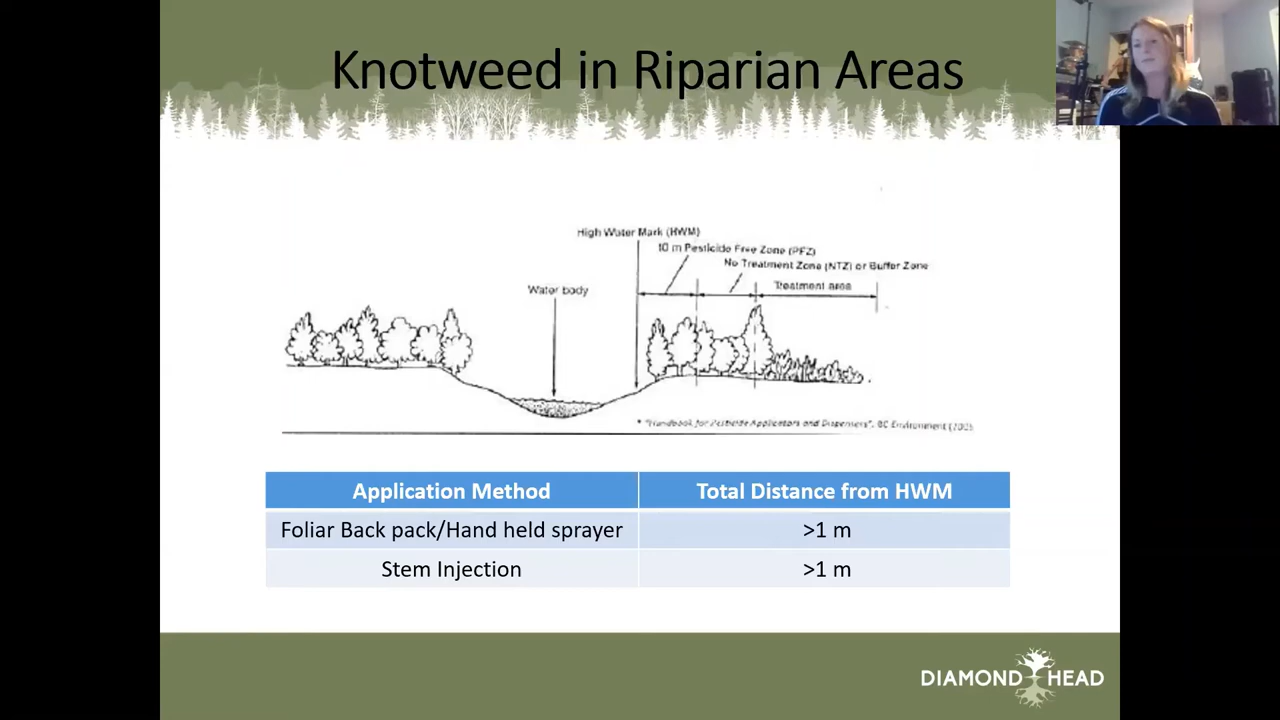 Knotweed in Riparian Areas
High Water Mark (HWM)
10 m Pesticide Free Zone (PFZ)
No Treatment Zone (NTZ) or Buffer Zone
Treatment area
Water body
* "Handbook for Pesticide Applicators and Dispensers", BC Environment (2005
Application Method Total Distance from HWM
Foliar Back pack/Hand held sprayer >1 m
Stem Injection >1 m
DIAMOND HEAD